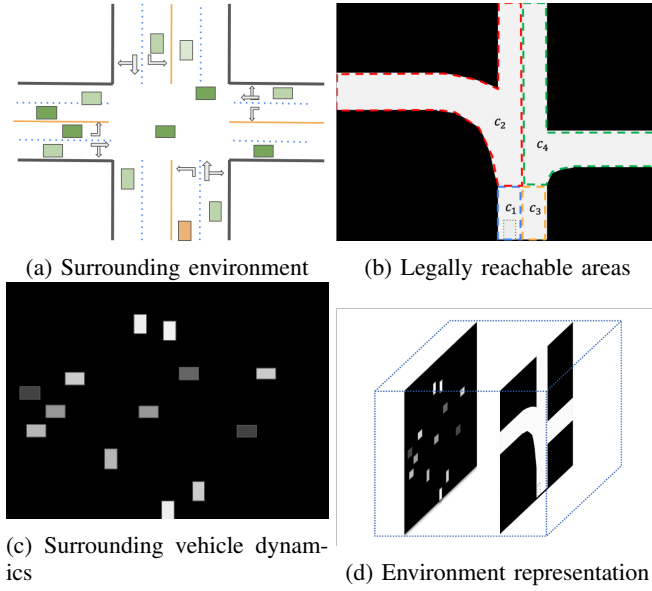 c₂
c₄
c₁
c₃
(a) Surrounding environment
(b) Legally reachable areas
(c) Surrounding vehicle dynam-
ics
(d) Environment representation